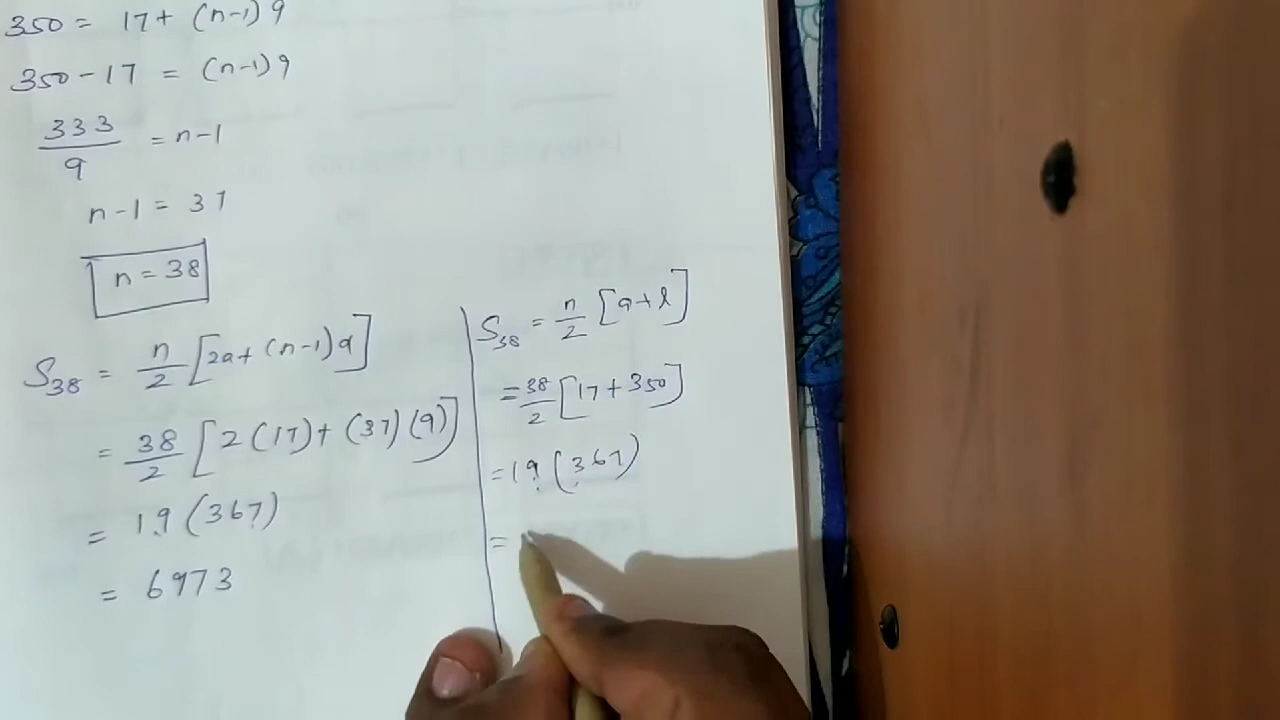 350 = 17 + (n-1) 9
350 - 17 = (n-1) 9
333/9 = n-1
n-1 = 37
n = 38
S38 = n/2 [2a + (n-1) d]
= 38/2 [2 (17) + (37) (9)]
= 19 (367)
= 6973
S38 = n/2 [a + l]
= 38/2 [17 + 350]
= 19 (367)
=